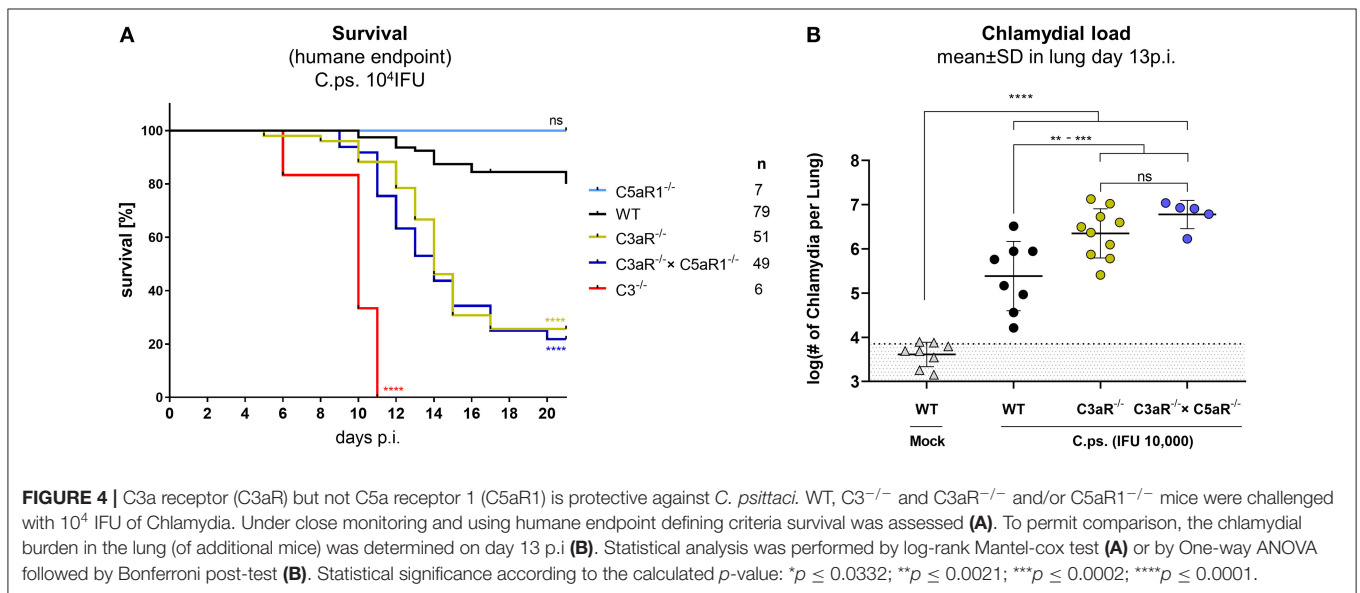 A
Survival
(humane endpoint)
C.ps. 10⁴IFU
survival [%]
100
80
60
40
20
0
0 2 4 6 8 10 12 14 16 18 20
days p.i.
ns
****
****
****
n
C5aR1⁻/⁻ 7
WT 79
C3aR⁻/⁻ 51
C3aR⁻/⁻× C5aR1⁻/⁻ 49
C3⁻/⁻ 6
B
Chlamydial load
mean±SD in lung day 13p.i.
****
** - ***
ns
log(# of Chlamydia per Lung)
8
7
6
5
4
3
WT WT C3aR⁻/⁻ C3aR⁻/⁻× C5aR⁻/⁻
Mock C.ps. (IFU 10,000)
FIGURE 4 | C3a receptor (C3aR) but not C5a receptor 1 (C5aR1) is protective against C. psittaci. WT, C3−/− and C3aR−/− and/or C5aR1−/− mice were challenged
with 10⁴ IFU of Chlamydia. Under close monitoring and using humane endpoint defining criteria survival was assessed (A). To permit comparison, the chlamydial
burden in the lung (of additional mice) was determined on day 13 p.i (B). Statistical analysis was performed by log-rank Mantel-cox test (A) or by One-way ANOVA
followed by Bonferroni post-test (B). Statistical significance according to the calculated p-value: *p ≤ 0.0332; **p ≤ 0.0021; ***p ≤ 0.0002; ****p ≤ 0.0001.